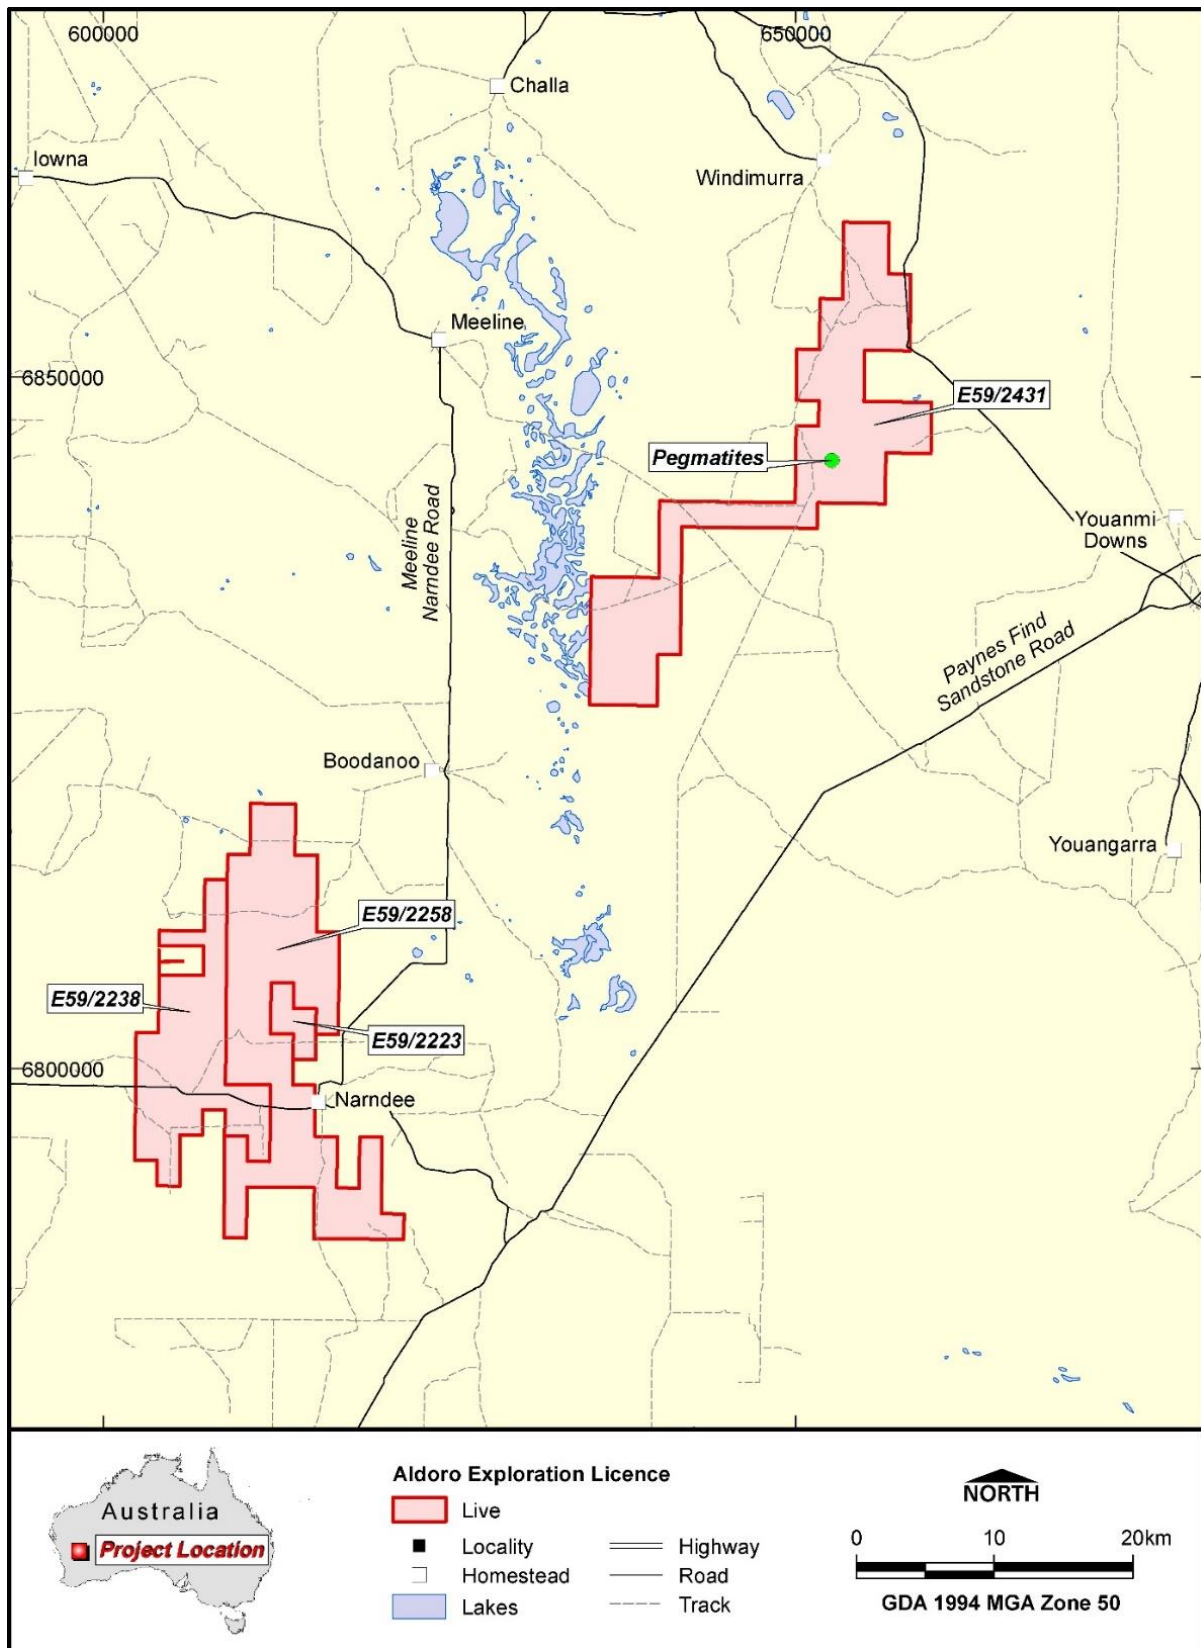 600000
650000
Challa
Iowna
Windimurra
Meeline
6850000
E59/2431
Pegmatites
Meeline
Narndee Road
Youanmi
Downs
Paynes Find
Sandstone Road
Boodanoo
Youangarra
E59/2258
E59/2238
E59/2223
6800000
Narndee
Australia
Project Location
Aldoro Exploration Licence
Live
Locality
Homestead
Lakes
Highway
Road
Track
NORTH
0 10 20km
GDA 1994 MGA Zone 50